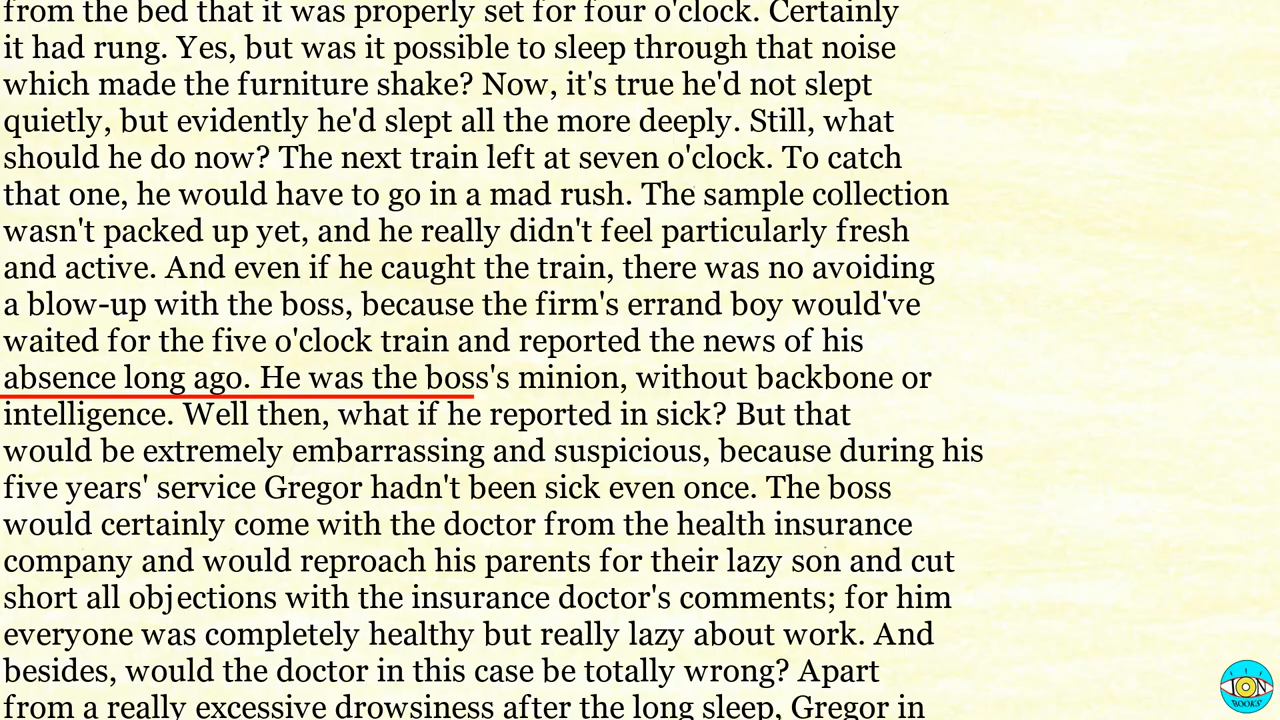 from the bed that it was properly set for four o'clock. Certainly
it had rung. Yes, but was it possible to sleep through that noise
which made the furniture shake? Now, it's true he'd not slept
quietly, but evidently he'd slept all the more deeply. Still, what
should he do now? The next train left at seven o'clock. To catch
that one, he would have to go in a mad rush. The sample collection
wasn't packed up yet, and he really didn't feel particularly fresh
and active. And even if he caught the train, there was no avoiding
a blow-up with the boss, because the firm's errand boy would've
waited for the five o'clock train and reported the news of his
absence long ago. He was the boss's minion, without backbone or
intelligence. Well then, what if he reported in sick? But that
would be extremely embarrassing and suspicious, because during his
five years' service Gregor hadn't been sick even once. The boss
would certainly come with the doctor from the health insurance
company and would reproach his parents for their lazy son and cut
short all objections with the insurance doctor's comments; for him
everyone was completely healthy but really lazy about work. And
besides, would the doctor in this case be totally wrong? Apart
from a really excessive drowsiness after the long sleep, Gregor in
ION
BOOKS